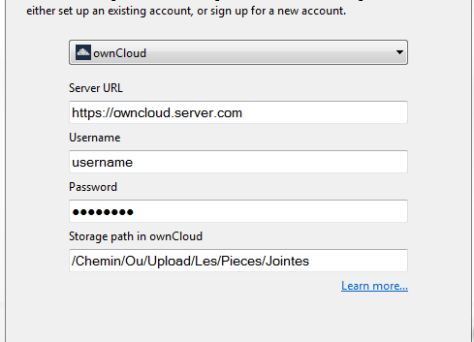 either set up an existing account, or sign up for a new account.
ownCloud
Server URL
https://owncloud.server.com
Username
username
Password
●●●●●●●●
Storage path in ownCloud
/Chemin/Ou/Upload/Les/Pieces/Jointes
Learn more...